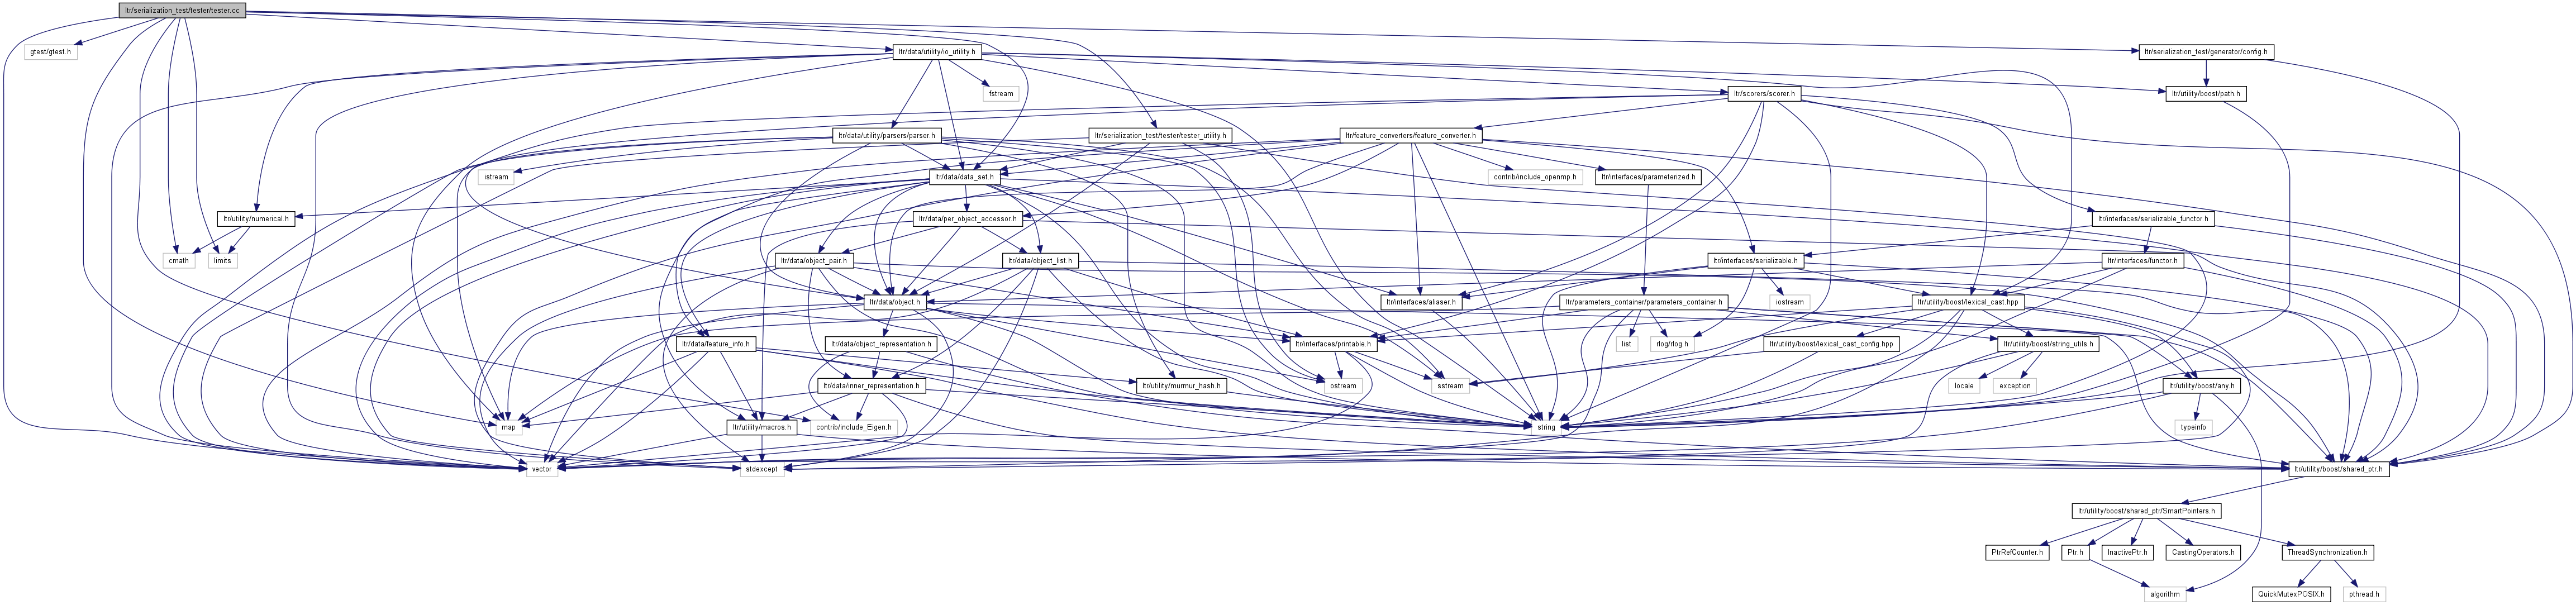 ltr/serialization_test/tester/tester.cc
gtest/gtest.h
ltr/data/utility/io_utility.h
ltr/serialization_test/generator/config.h
fstream
ltr/scorers/scorer.h
ltr/utility/boost/path.h
ltr/data/utility/parsers/parser.h
ltr/serialization_test/tester/tester_utility.h
ltr/feature_converters/feature_converter.h
istream
ltr/data/data_set.h
contrib/include_openmp.h
ltr/interfaces/parameterized.h
ltr/utility/numerical.h
ltr/data/per_object_accessor.h
ltr/interfaces/serializable_functor.h
cmath
limits
ltr/data/object_pair.h
ltr/data/object_list.h
ltr/interfaces/serializable.h
ltr/interfaces/functor.h
ltr/data/object.h
ltr/interfaces/aliaser.h
ltr/parameters_container/parameters_container.h
iostream
ltr/utility/boost/lexical_cast.hpp
ltr/data/feature_info.h
ltr/data/object_representation.h
ltr/interfaces/printable.h
list
rlog/rlog.h
ltr/utility/boost/lexical_cast_config.hpp
ltr/utility/boost/string_utils.h
ltr/data/inner_representation.h
ltr/utility/murmur_hash.h
ostream
sstream
locale
exception
ltr/utility/boost/any.h
map
ltr/utility/macros.h
contrib/include_Eigen.h
string
typeinfo
vector
stdexcept
ltr/utility/boost/shared_ptr.h
ltr/utility/boost/shared_ptr/SmartPointers.h
PtrRefCounter.h
Ptr.h
InactivePtr.h
CastingOperators.h
ThreadSynchronization.h
algorithm
QuickMutexPOSIX.h
pthread.h